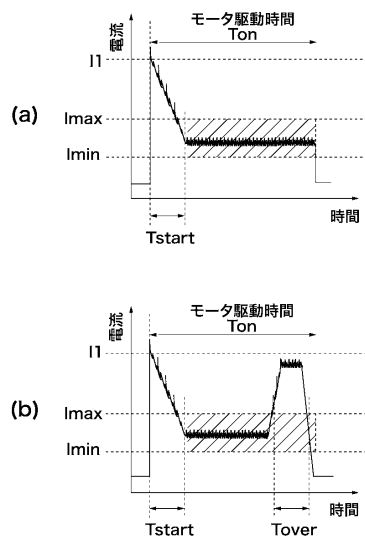 モータ駆動時間
Ton
電流
I1
(a)
Imax
Imin
時間
Tstart
モータ駆動時間
Ton
電流
I1
(b)
Imax
Imin
時間
Tstart
Tover